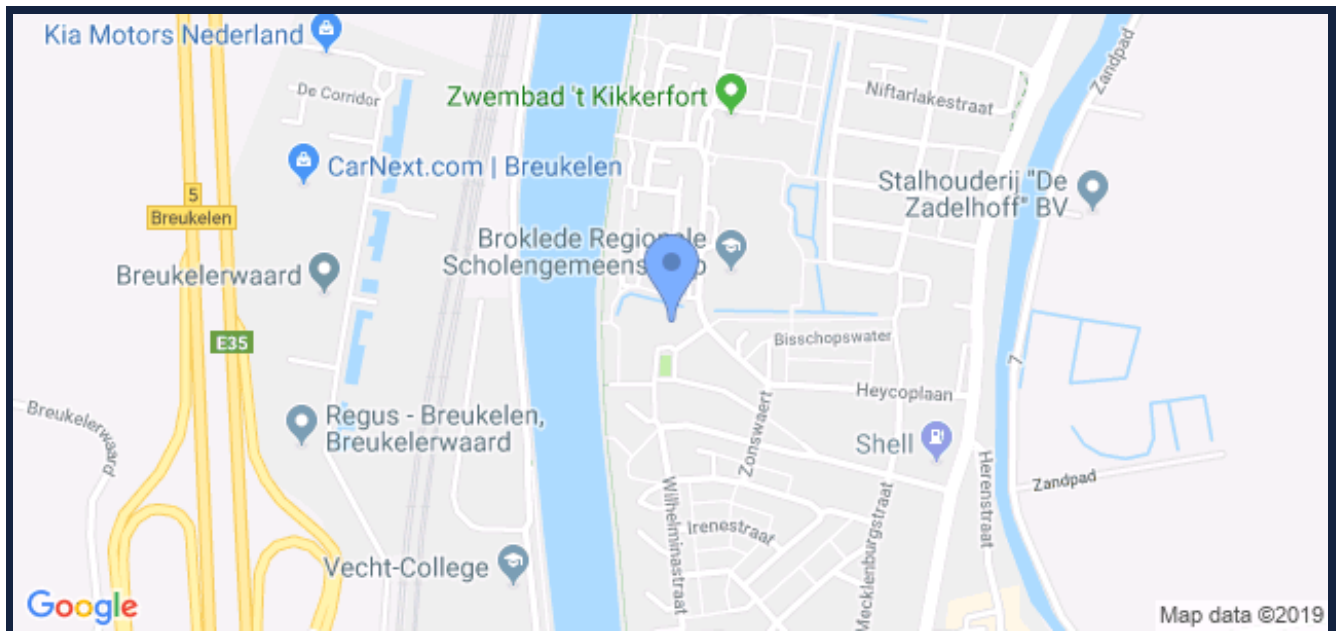 Kia Motors Nederland
De Corridor
Zwembad 't Kikkerfort
Niftarlakestraat
Zandpad
CarNext.com | Breukelen
5
Breukelen
Stalhouderij "De
Zadelhoff" BV
Broklede Regionale
Breukelerwaard
E35
Bisschopswater
7
Heycoplaan
Breukelerwaard
Regus - Breukelen,
Breukelerwaard
Zonswaert
Shell
Herenstraat
Zandpad
Wilhelminastraat
Irenestraat
Mecklenburgstraat
Vecht-College
Google
Map data ©2019